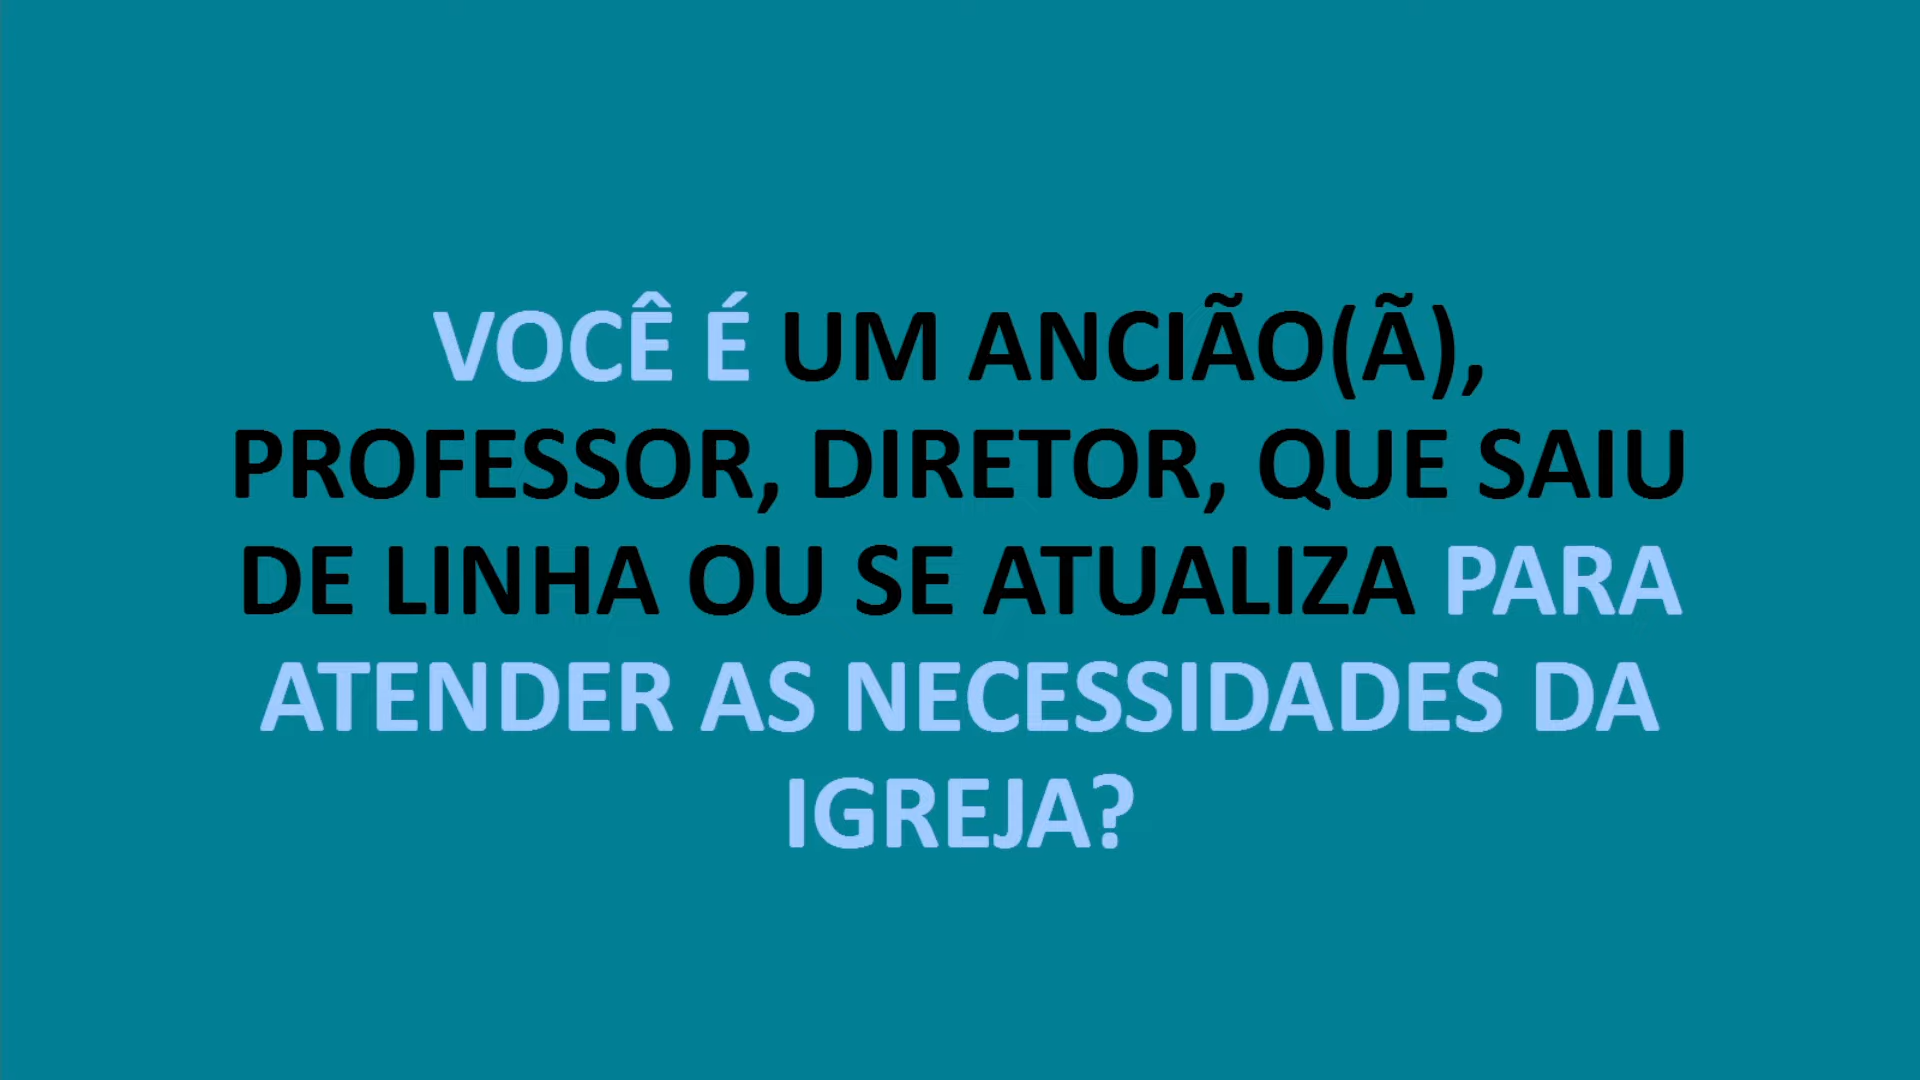 VOCÊ É UM ANCIÃO(Ã),
PROFESSOR, DIRETOR, QUE SAIU
DE LINHA OU SE ATUALIZA PARA
ATENDER AS NECESSIDADES DA
IGREJA?